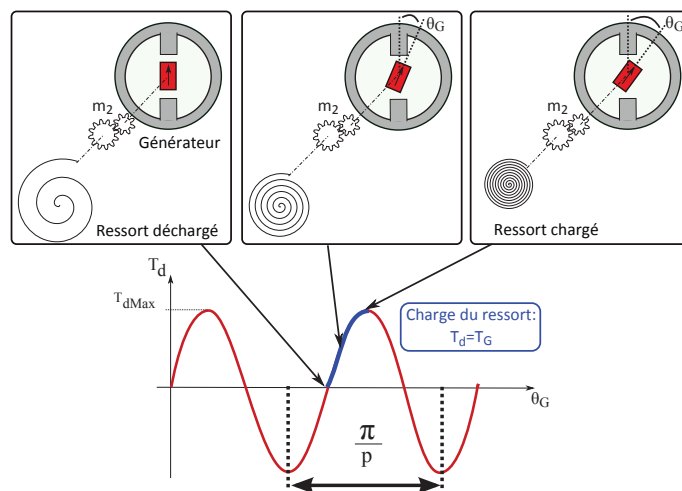 θG
θG
m2
m2
m2
Générateur
Ressort déchargé
Ressort chargé
Td
TdMax
Charge du ressort:
Td=TG
θG
π
p